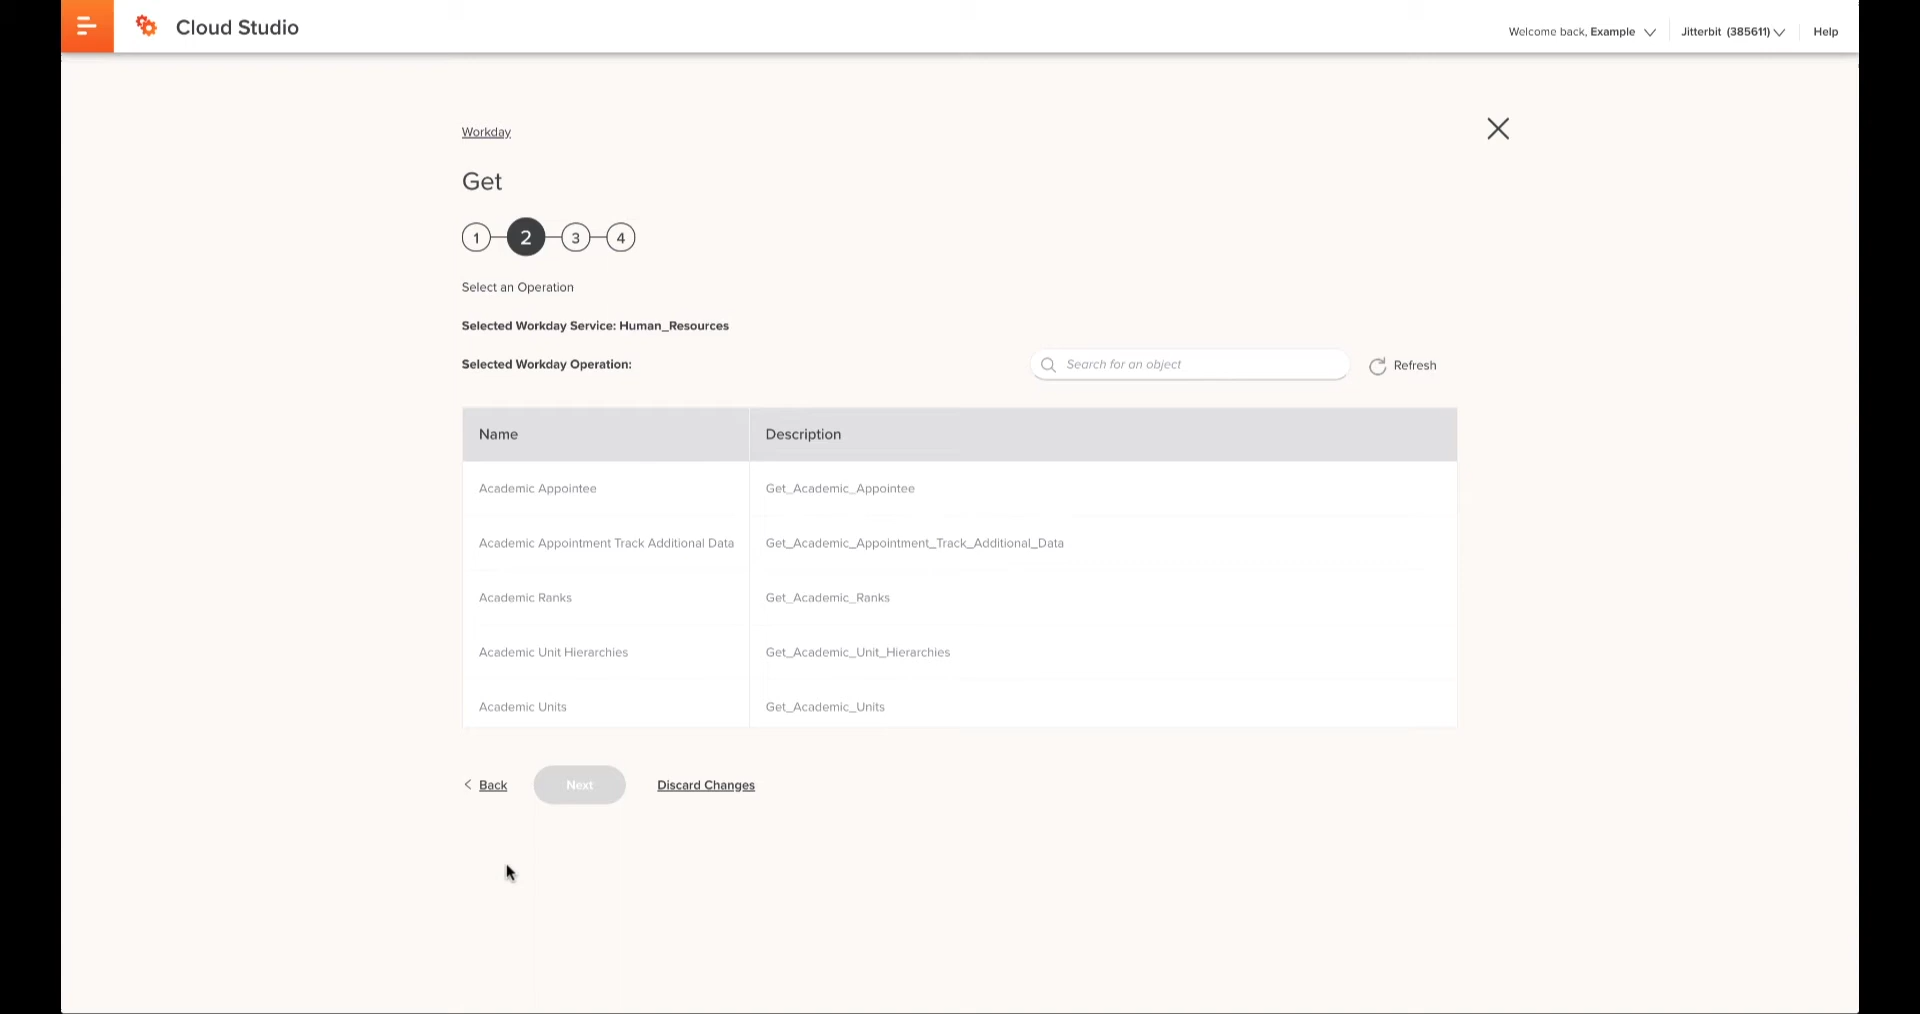 Cloud Studio
Welcome back, Example
Jitterbit (385611)
Help
Workday
Get
1
2
3
4
Select an Operation
Selected Workday Service: Human_Resources
Selected Workday Operation:
Search for an object
Refresh
Name
Description
Academic Appointee
Get_Academic_Appointee
Academic Appointment Track Additional Data
Get_Academic_Appointment_Track_Additional_Data
Academic Ranks
Get_Academic_Ranks
Academic Unit Hierarchies
Get_Academic_Unit_Hierarchies
Academic Units
Get_Academic_Units
Back
Next
Discard Changes